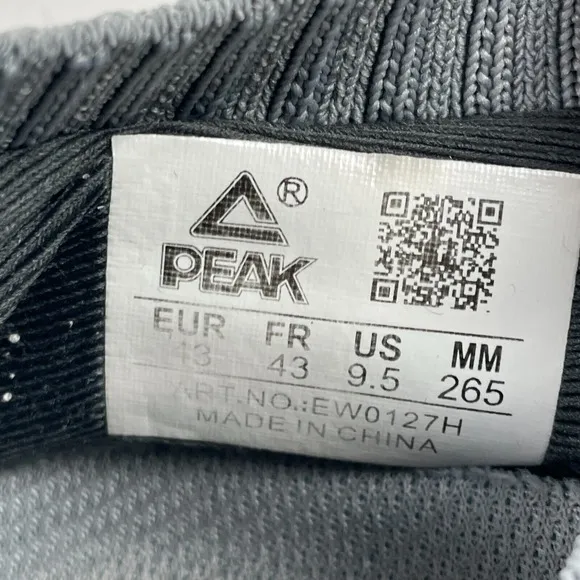 ®
PEAK
EUR FR US MM
43 43 9.5 265
ART.NO.:EW0127H
MADE IN CHINA